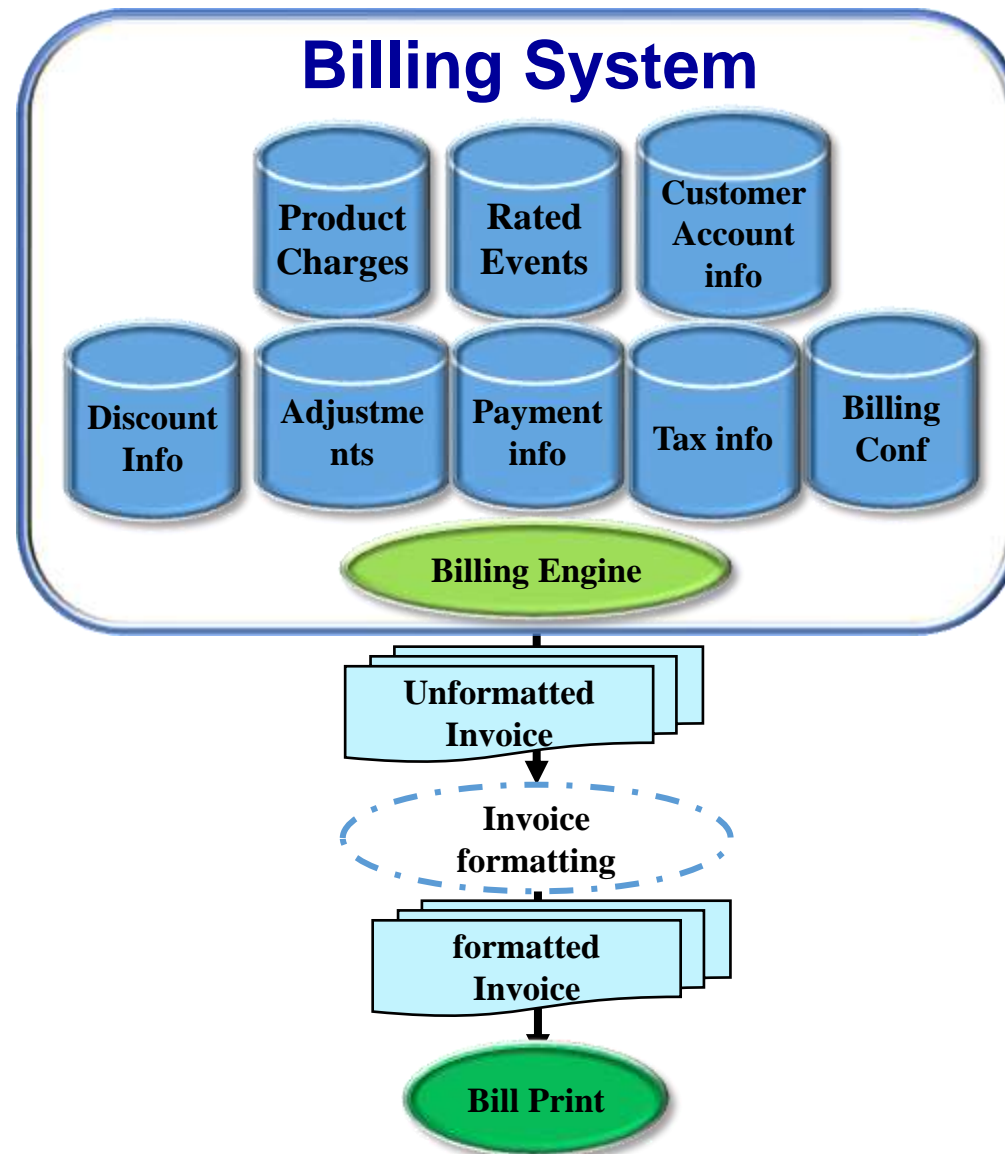 Billing System
Product
Charges
Rated
Events
Customer
Account
info
Discount
Info
Adjustme
nts
Payment
info
Tax info
Billing
Conf
Billing Engine
Unformatted
Invoice
Invoice
formatting
formatted
Invoice
Bill Print